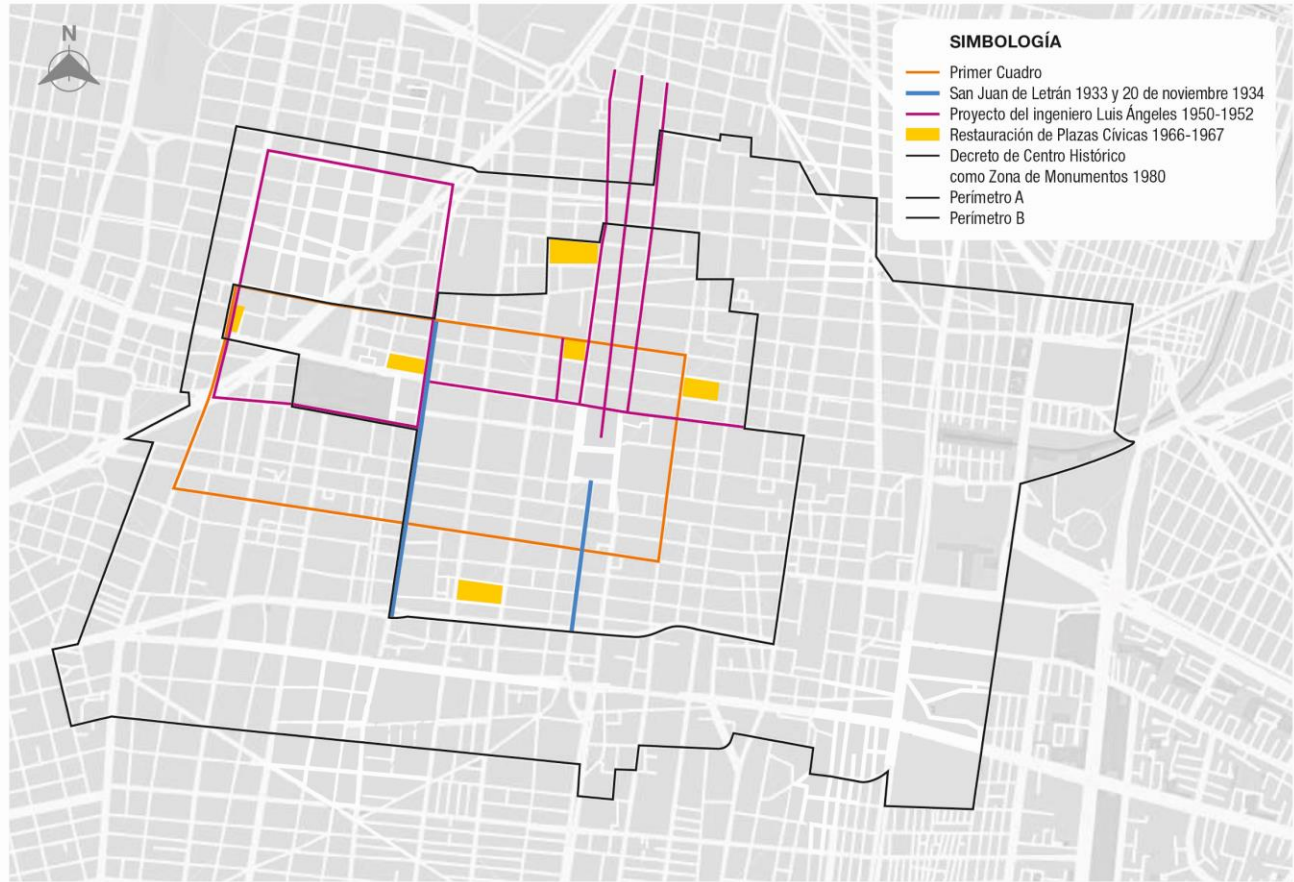 N
SIMBOLOGÍA
Primer Cuadro
San Juan de Letrán 1933 y 20 de noviembre 1934
Proyecto del ingeniero Luis Ángeles 1950-1952
Restauración de Plazas Cívicas 1966-1967
Decreto de Centro Histórico
como Zona de Monumentos 1980
Perímetro A
Perímetro B